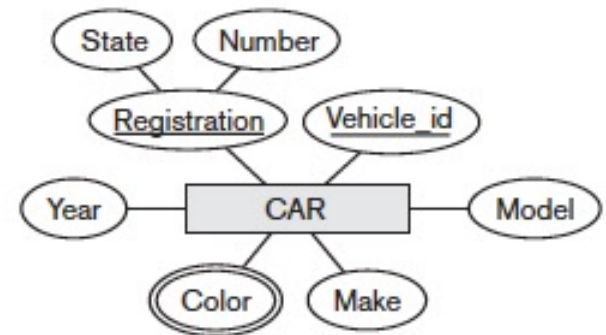 State Number
Registration Vehicle_id
Year CAR Model
Color Make